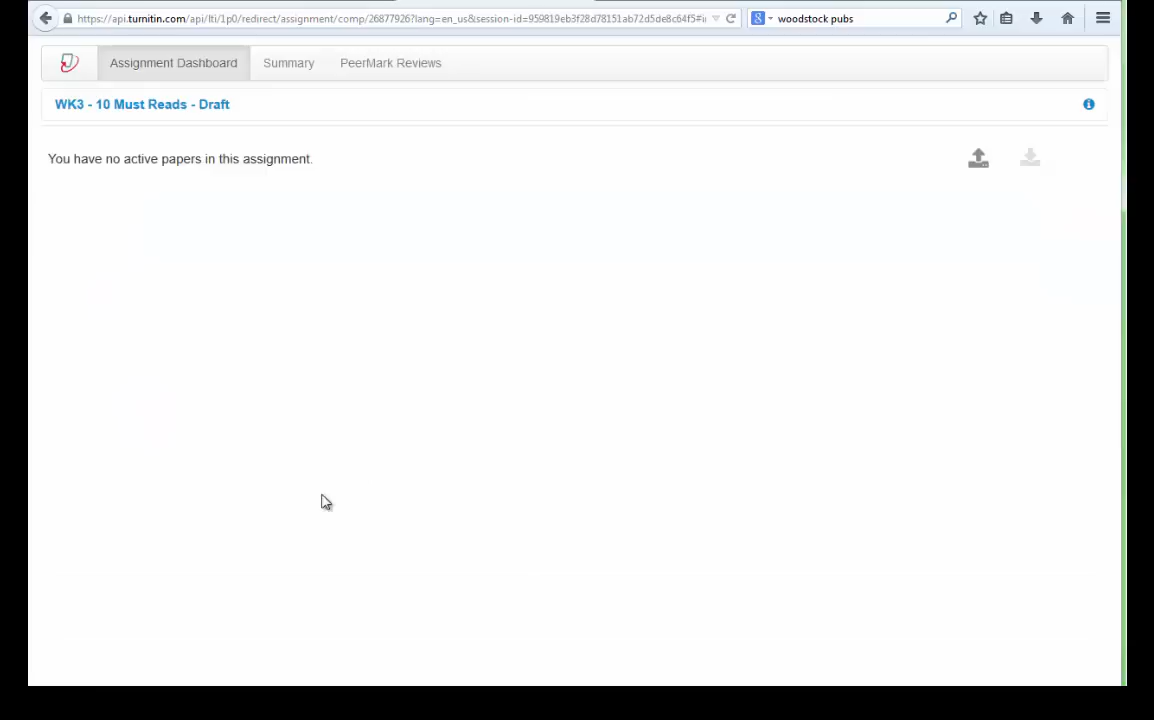 https://api.turnitin.com/api/lti/1p0/redirect/assignment/comp/26877926?lang=en_us&session-id=959819eb3f28d78151ab72d5de8c64f5#ii
woodstock pubs
Assignment Dashboard Summary PeerMark Reviews
WK3 - 10 Must Reads - Draft
You have no active papers in this assignment.